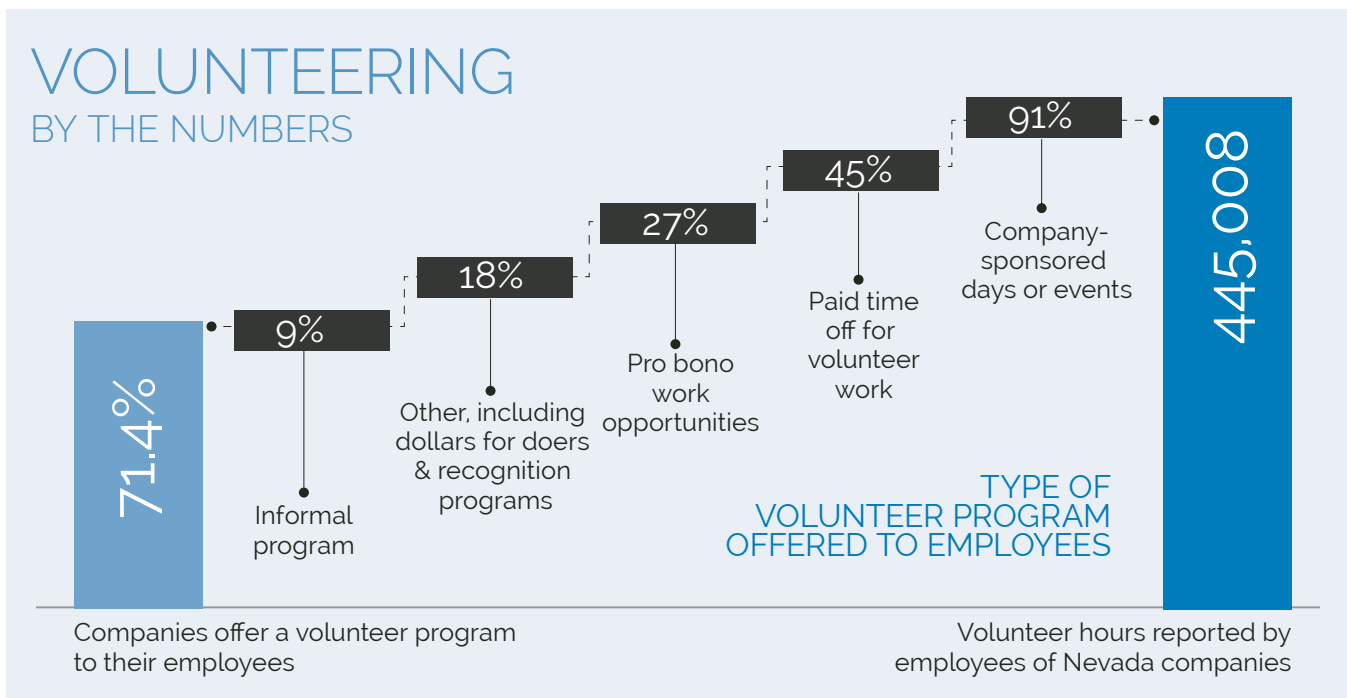 VOLUNTEERING
BY THE NUMBERS
71.4%
Companies offer a volunteer program
to their employees
9%
Informal
program
18%
Other, including
dollars for doers
& recognition
programs
27%
Pro bono
work
opportunities
45%
Paid time
off for
volunteer
work
91%
Company-
sponsored
days or events
TYPE OF
VOLUNTEER PROGRAM
OFFERED TO EMPLOYEES
445,008
Volunteer hours reported by
employees of Nevada companies